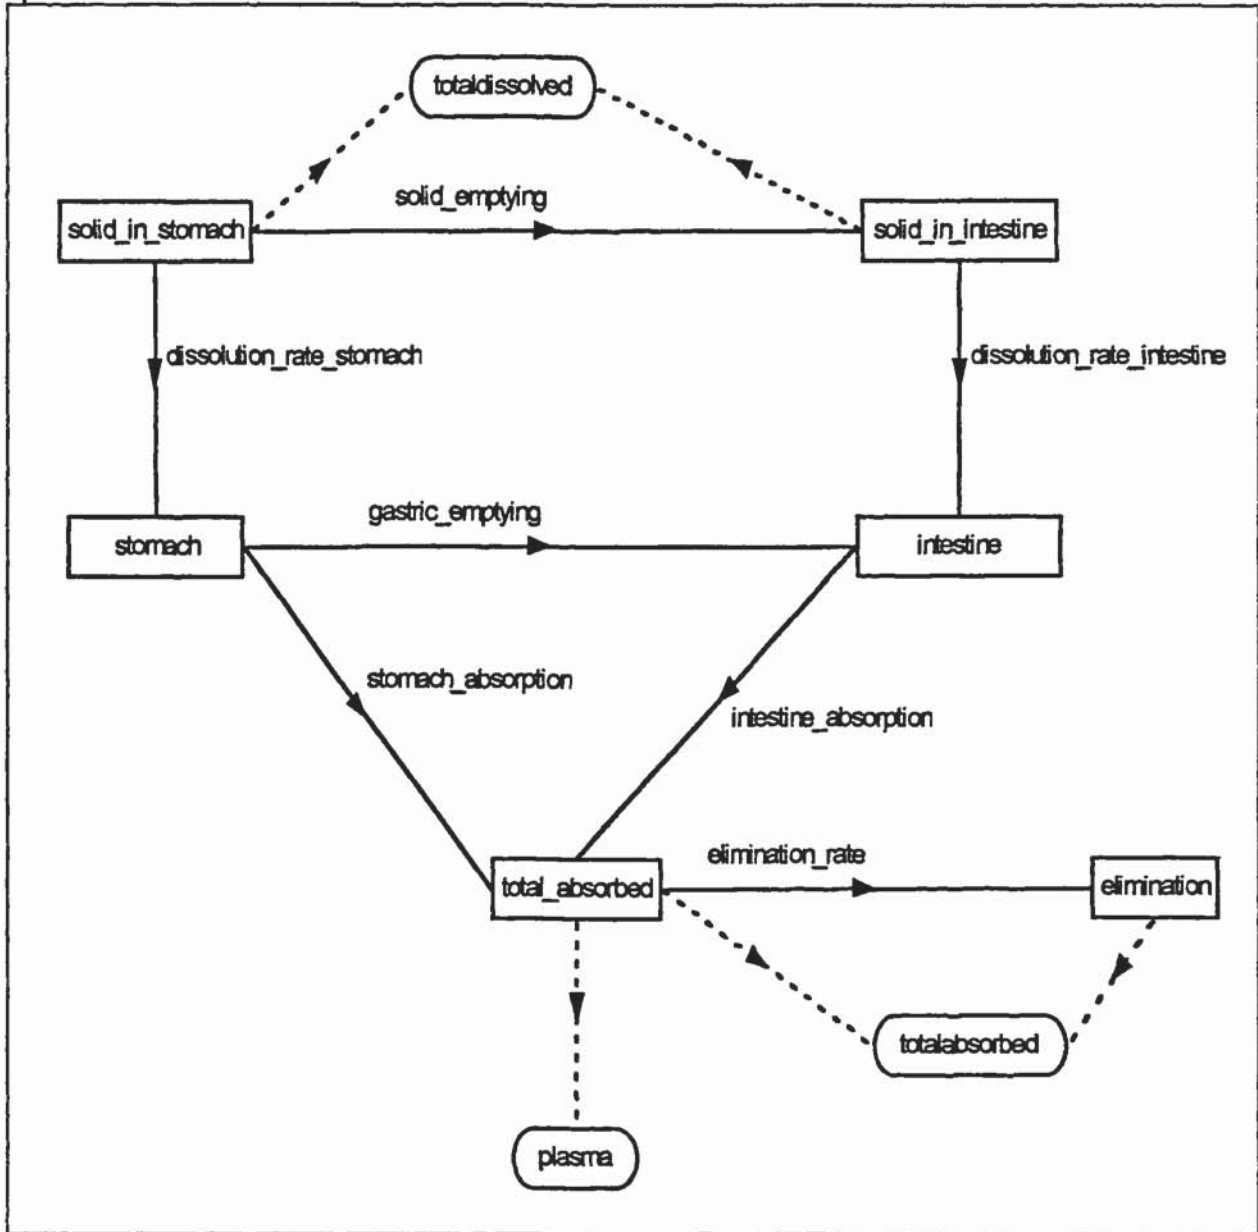 totaldissolved
solid_emptying
solid_in_stomach
solid_in_intestine
dissolution_rate_stomach
dissolution_rate_intestine
gastric_emptying
stomach
intestine
stomach_absorption
intestine_absorption
elimination_rate
total_absorbed
elimination
totalabsorbed
plasma